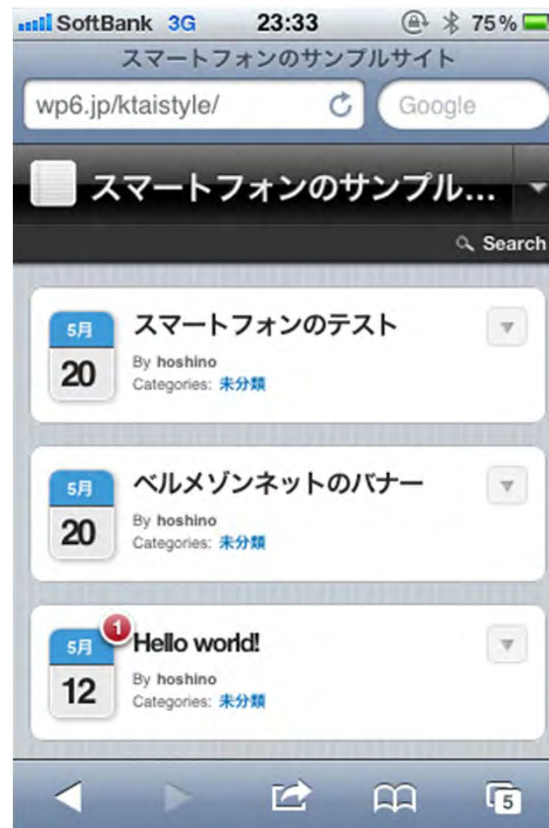 SoftBank 3G 23:33 75%
スマートフォンのサンプルサイト
wp6.jp/ktaistyle/ Google
スマートフォンのサンプル...
Search
5月
20
スマートフォンのテスト
By hoshino
Categories: 未分類
5月
20
ベルメゾンネットのバナー
By hoshino
Categories: 未分類
1
5月
12
Hello world!
By hoshino
Categories: 未分類
5